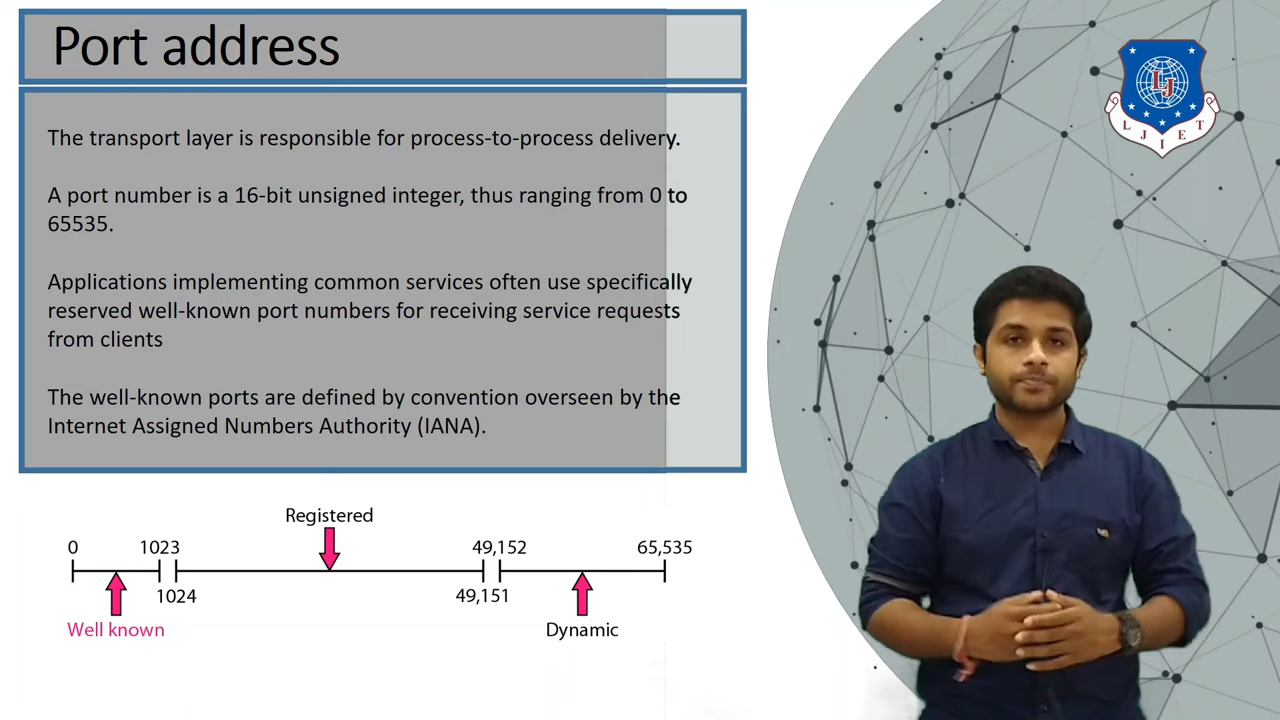 Port address
The transport layer is responsible for process-to-process delivery.
A port number is a 16-bit unsigned integer, thus ranging from 0 to
65535.
Applications implementing common services often use specifically
reserved well-known port numbers for receiving service requests
from clients
The well-known ports are defined by convention overseen by the
Internet Assigned Numbers Authority (IANA).
Registered
0 1023 49,152 65,535
1024 49,151
Well known Dynamic
LJ
L J I E T